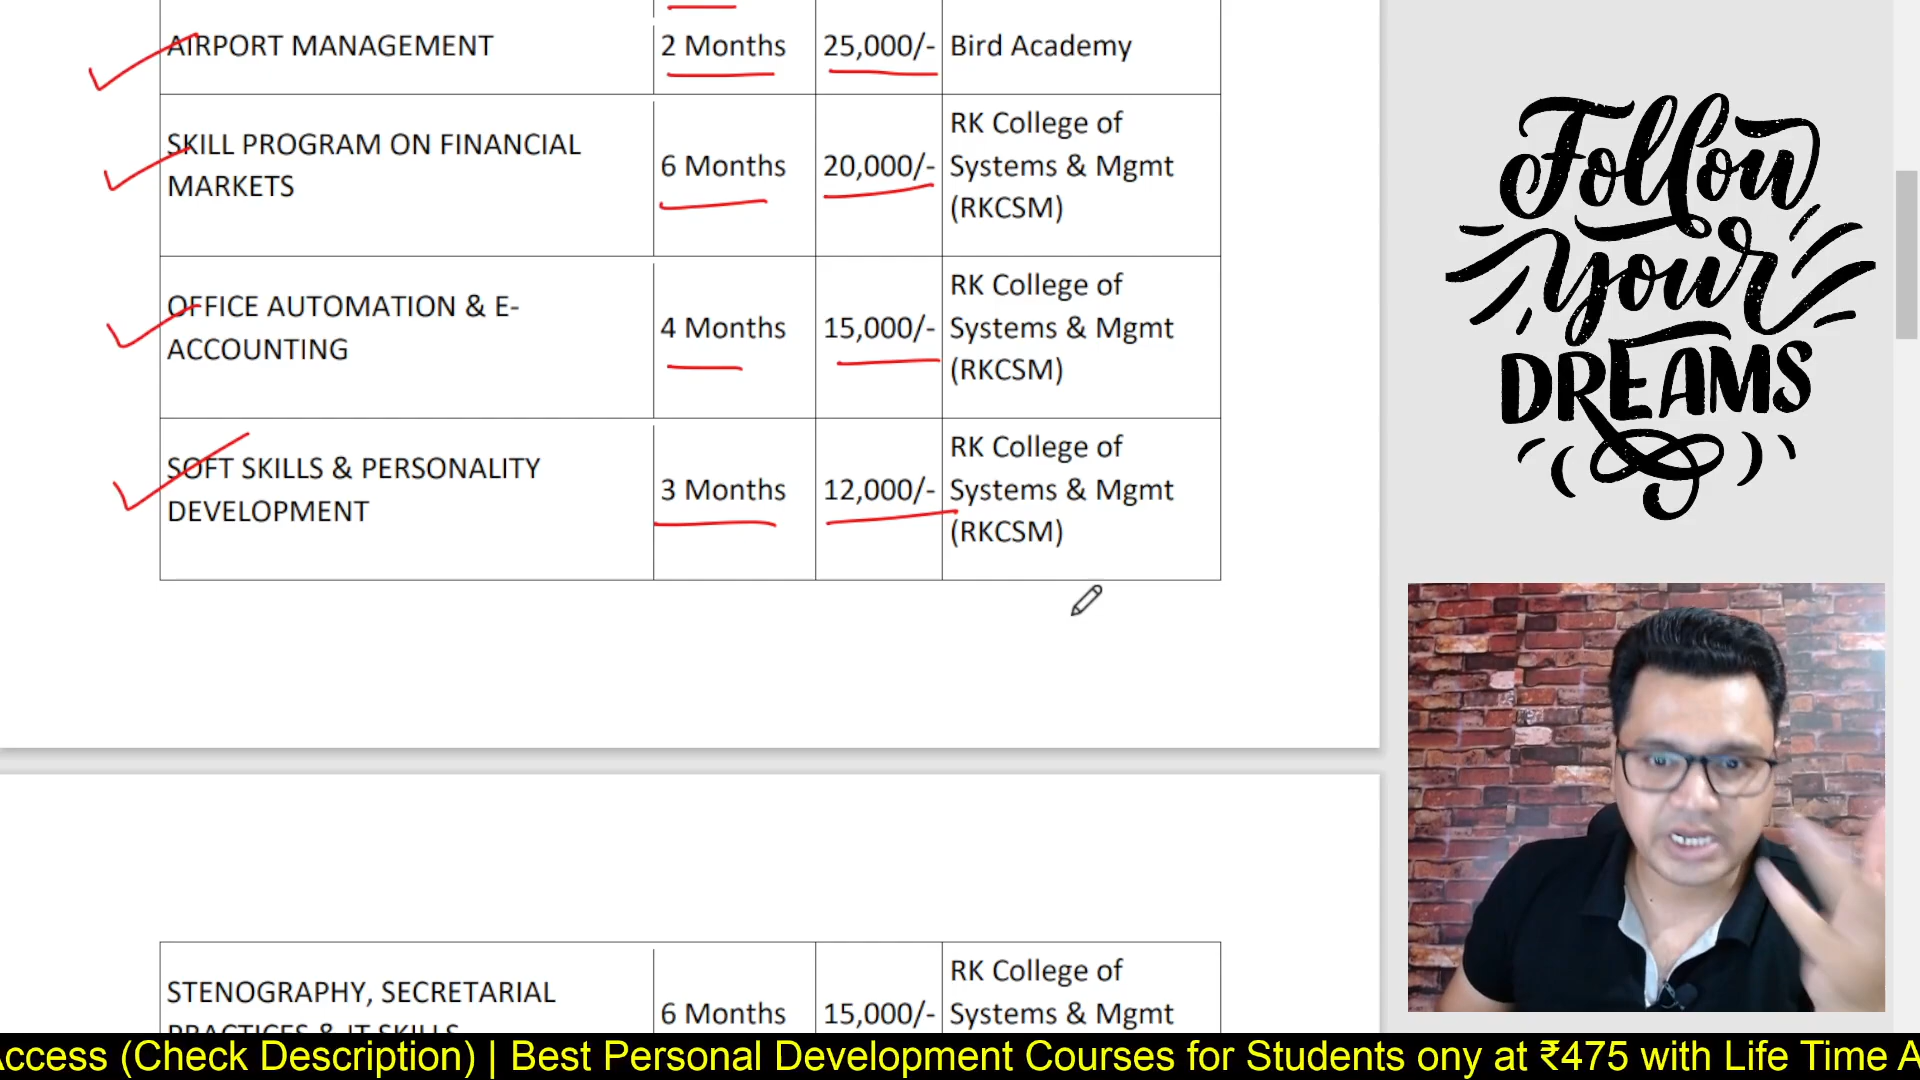 AIRPORT MANAGEMENT 2 Months 25,000/- Bird Academy
SKILL PROGRAM ON FINANCIAL
MARKETS
6 Months
20,000/-
RK College of
Systems & Mgmt
(RKCSM)
OFFICE AUTOMATION & E-
ACCOUNTING
4 Months
15,000/-
RK College of
Systems & Mgmt
(RKCSM)
SOFT SKILLS & PERSONALITY
DEVELOPMENT
3 Months
12,000/-
RK College of
Systems & Mgmt
(RKCSM)
STENOGRAPHY, SECRETARIAL
PRACTICES & IT SKILLS
6 Months
15,000/-
RK College of
Systems & Mgmt
Follow
Your
DREAMS
Access (Check Description) | Best Personal Development Courses for Students ony at ₹475 with Life Time A